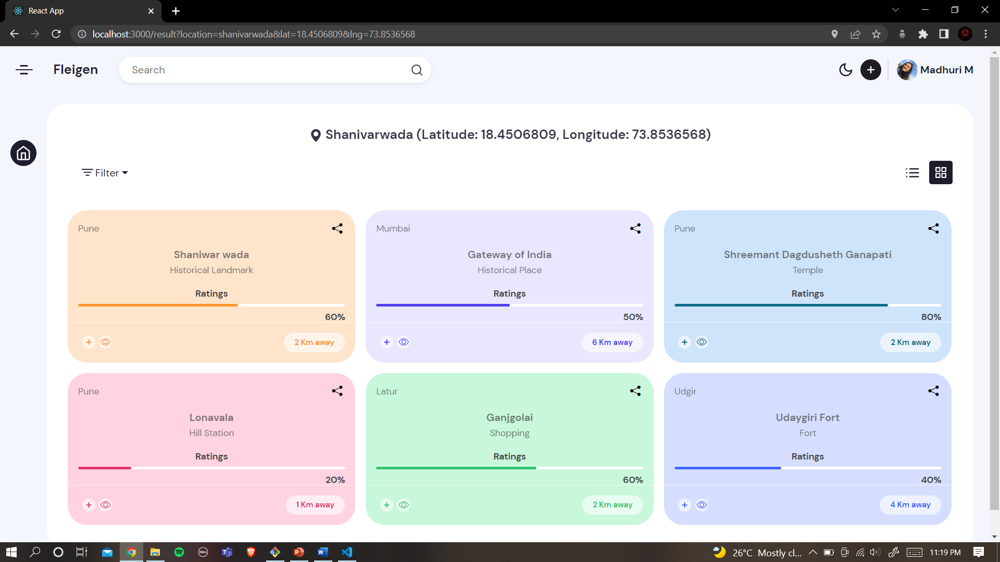 React App
localhost:3000/result?location=shanivarwada&lat=18.4506809&lng=73.8536568
Fleigen
Search
Madhuri M
Shanivarwada (Latitude: 18.4506809, Longitude: 73.8536568)
Filter
Pune
Shaniwar wada
Historical Landmark
Ratings
60%
+
2 Km away
Mumbai
Gateway of India
Historical Place
Ratings
50%
+
6 Km away
Pune
Shreemant Dagdusheth Ganapati
Temple
Ratings
80%
+
2 Km away
Pune
Lonavala
Hill Station
Ratings
20%
+
1 Km away
Latur
Ganjgolai
Shopping
Ratings
60%
+
2 Km away
Udgir
Udaygiri Fort
Fort
Ratings
40%
+
4 Km away
26°C Mostly cl...
11:19 PM